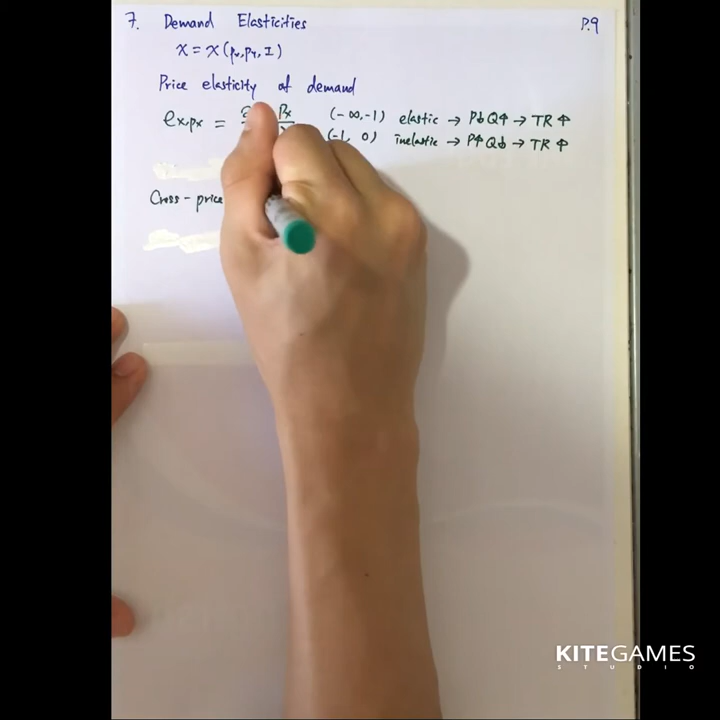 7. Demand Elasticities P.9
x = x (px, py, I)
Price elasticity of demand
ex,px = Px (-∞,-1) elastic → P↓ Q↑ → TR ↑
(-1, 0) inelastic → P↑ Q↓ → TR ↑
Cross-price
KITEGAMES
STUDIO